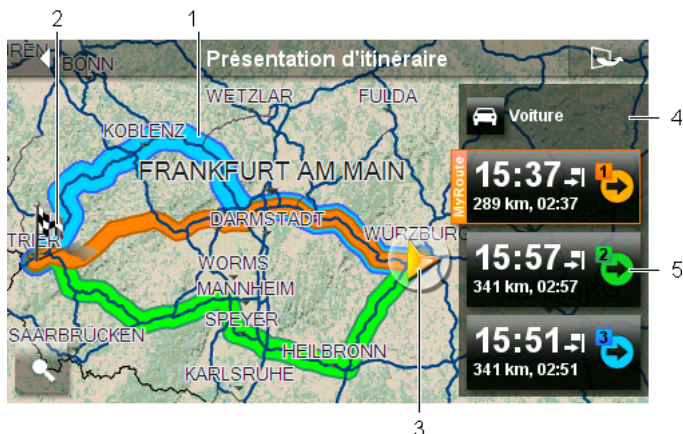 2
1
Présentation d'itinéraire
BONN
WETZLAR
FULDA
KOBLENZ
FRANKFURT AM MAIN
DARMSTADT
WÜRZBURG
TRIER
WORMS
MANNHEIM
SPEYER
SAARBRÜCKEN
HEILBRONN
KARLSRUHE
Voiture
4
MyRoute
15:37
1
289 km, 02:37
15:57
2
341 km, 02:57
5
15:51
3
341 km, 02:51
3